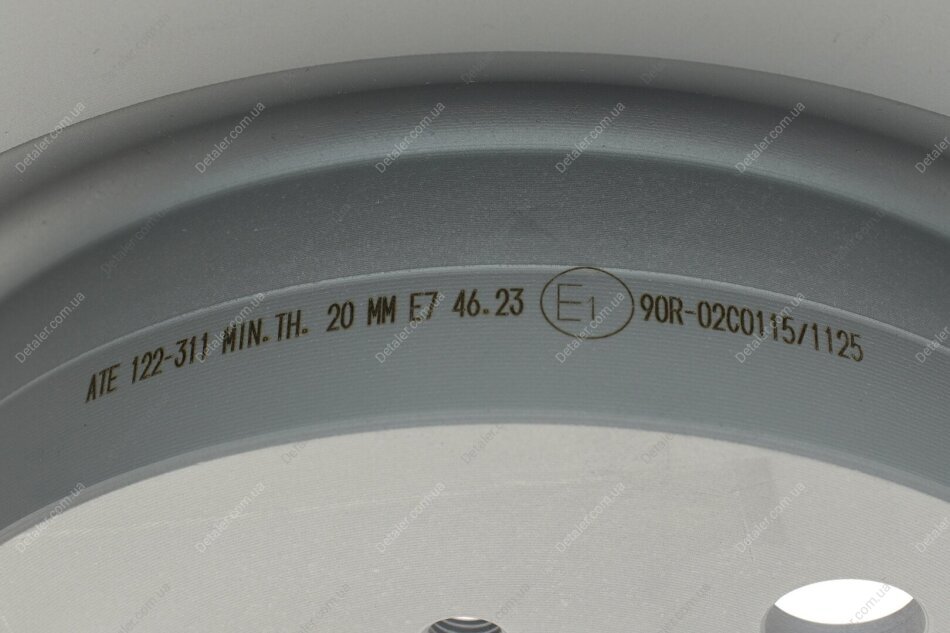 ATE 122-311 MIN.TH. 20 MM E7 46.23 E1 90R-02C0115/1125
Detaler.com.ua